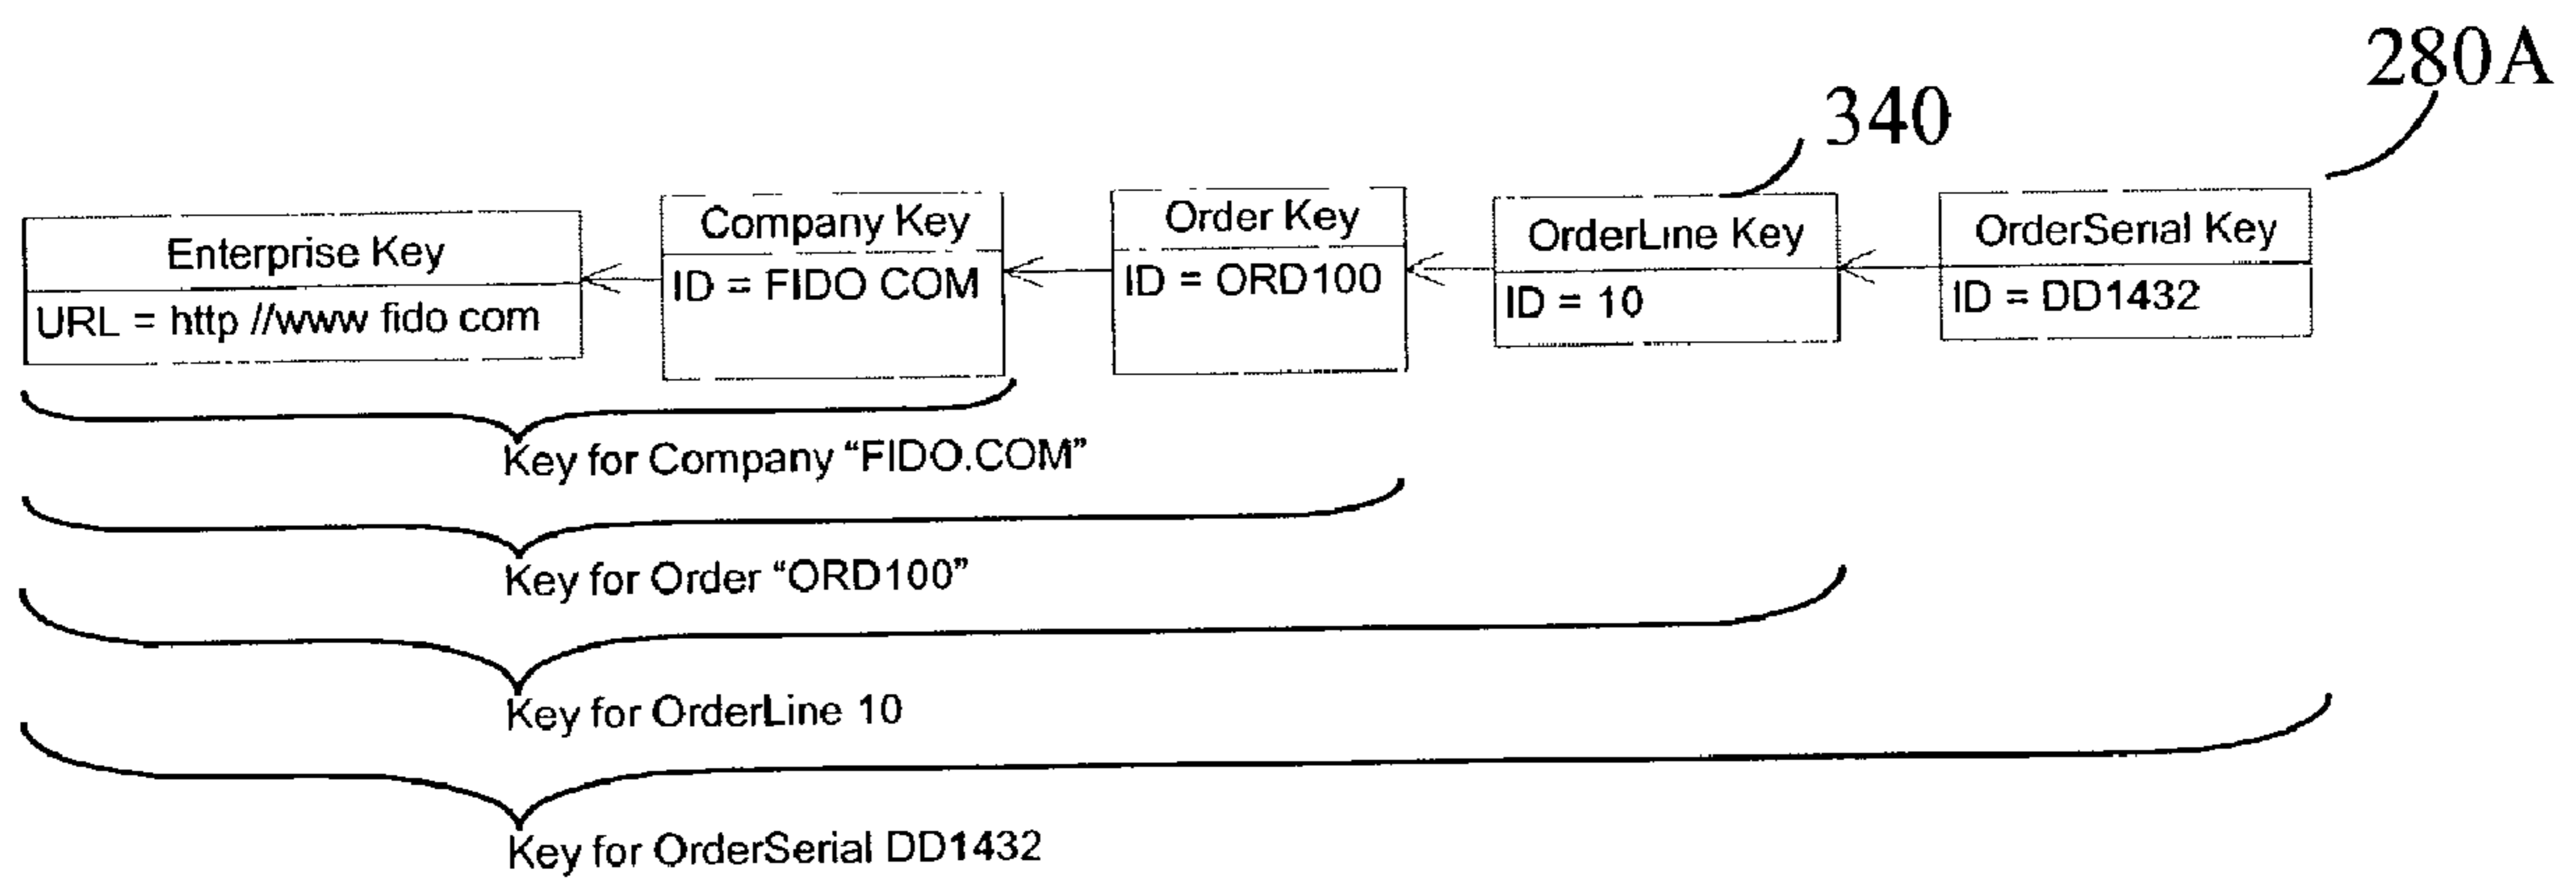 280A
340
Enterprise Key
URL = http //www fido com
Company Key
ID = FIDO COM
Order Key
ID = ORD100
OrderLine Key
ID = 10
OrderSerial Key
ID = DD1432
Key for Company “FIDO.COM”
Key for Order “ORD100”
Key for OrderLine 10
Key for OrderSerial DD1432